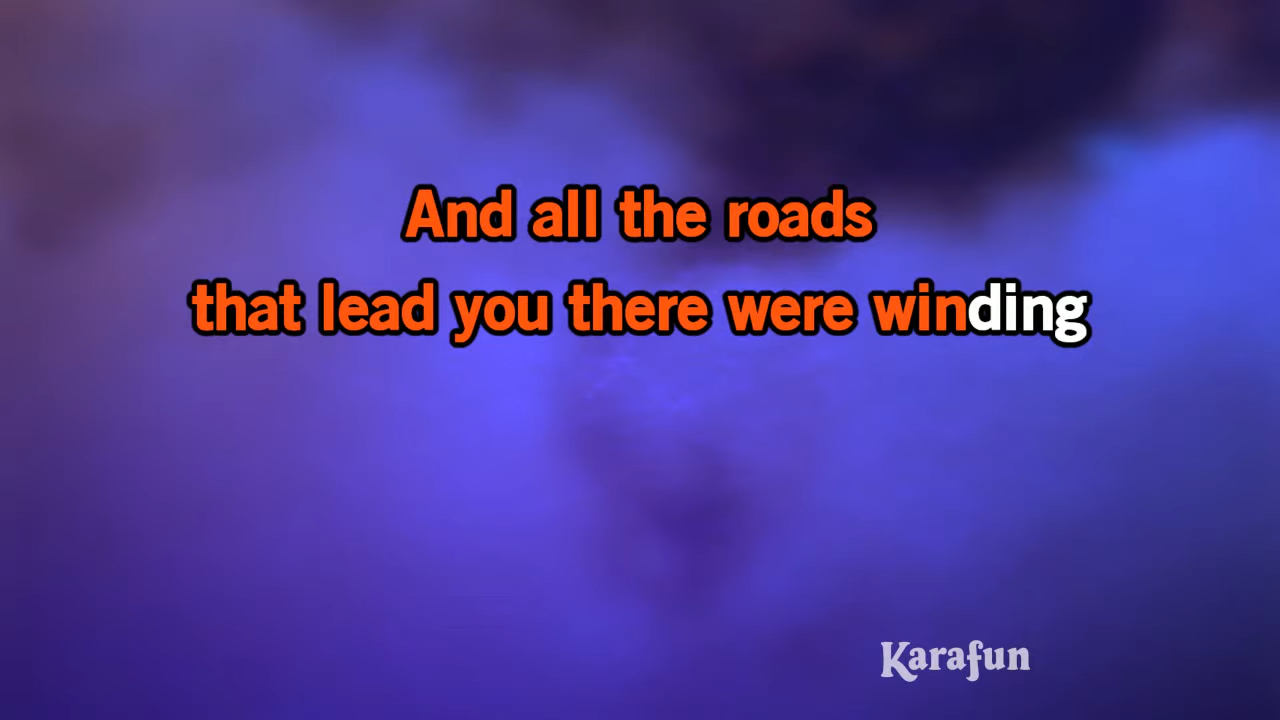 And all the roads
that lead you there were winding
Karafun